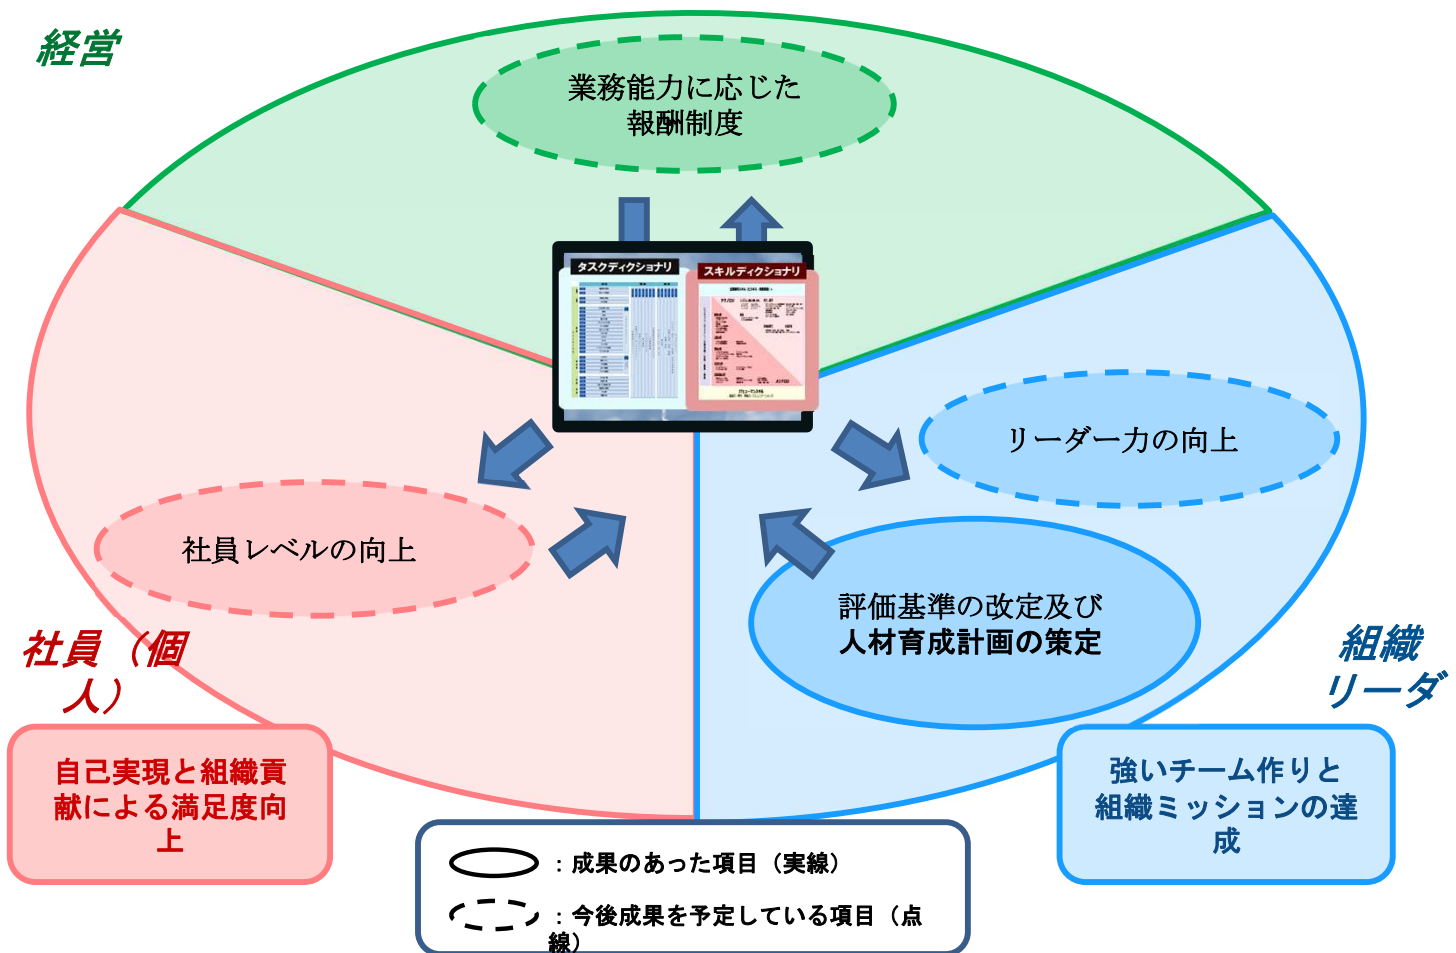 経営
業務能力に応じた
報酬制度
タスクディクショナリ
スキルディクショナリ
リーダー力の向上
社員レベルの向上
評価基準の改定及び
人材育成計画の策定
社員（個
人）
組織
リーダ
自己実現と組織貢
献による満足度向
上
強いチーム作りと
組織ミッションの達
成
：成果のあった項目（実線）
：今後成果を予定している項目（点
線）